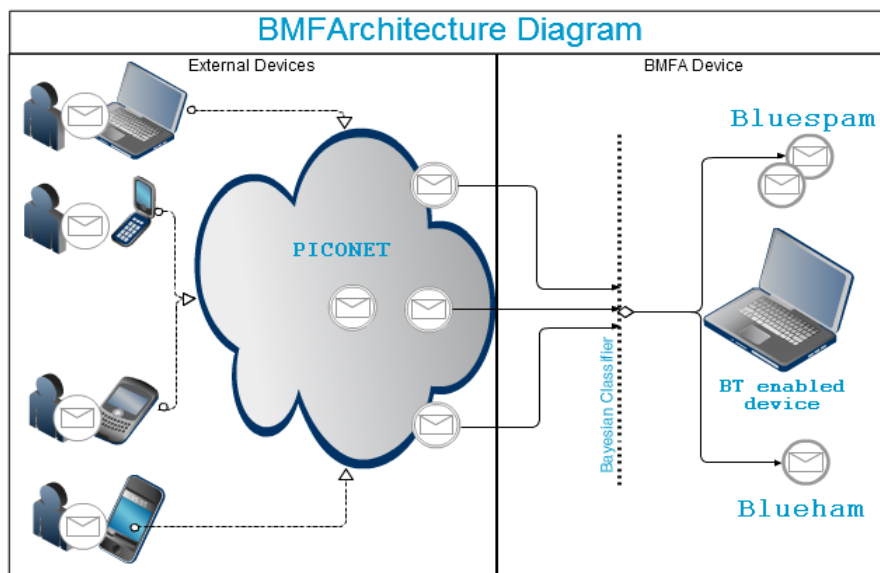 BMFArchitecture Diagram
External Devices
BMFA Device
Bluespam
PICONET
Bayesian Classifier
BT enabled
device
Blueham